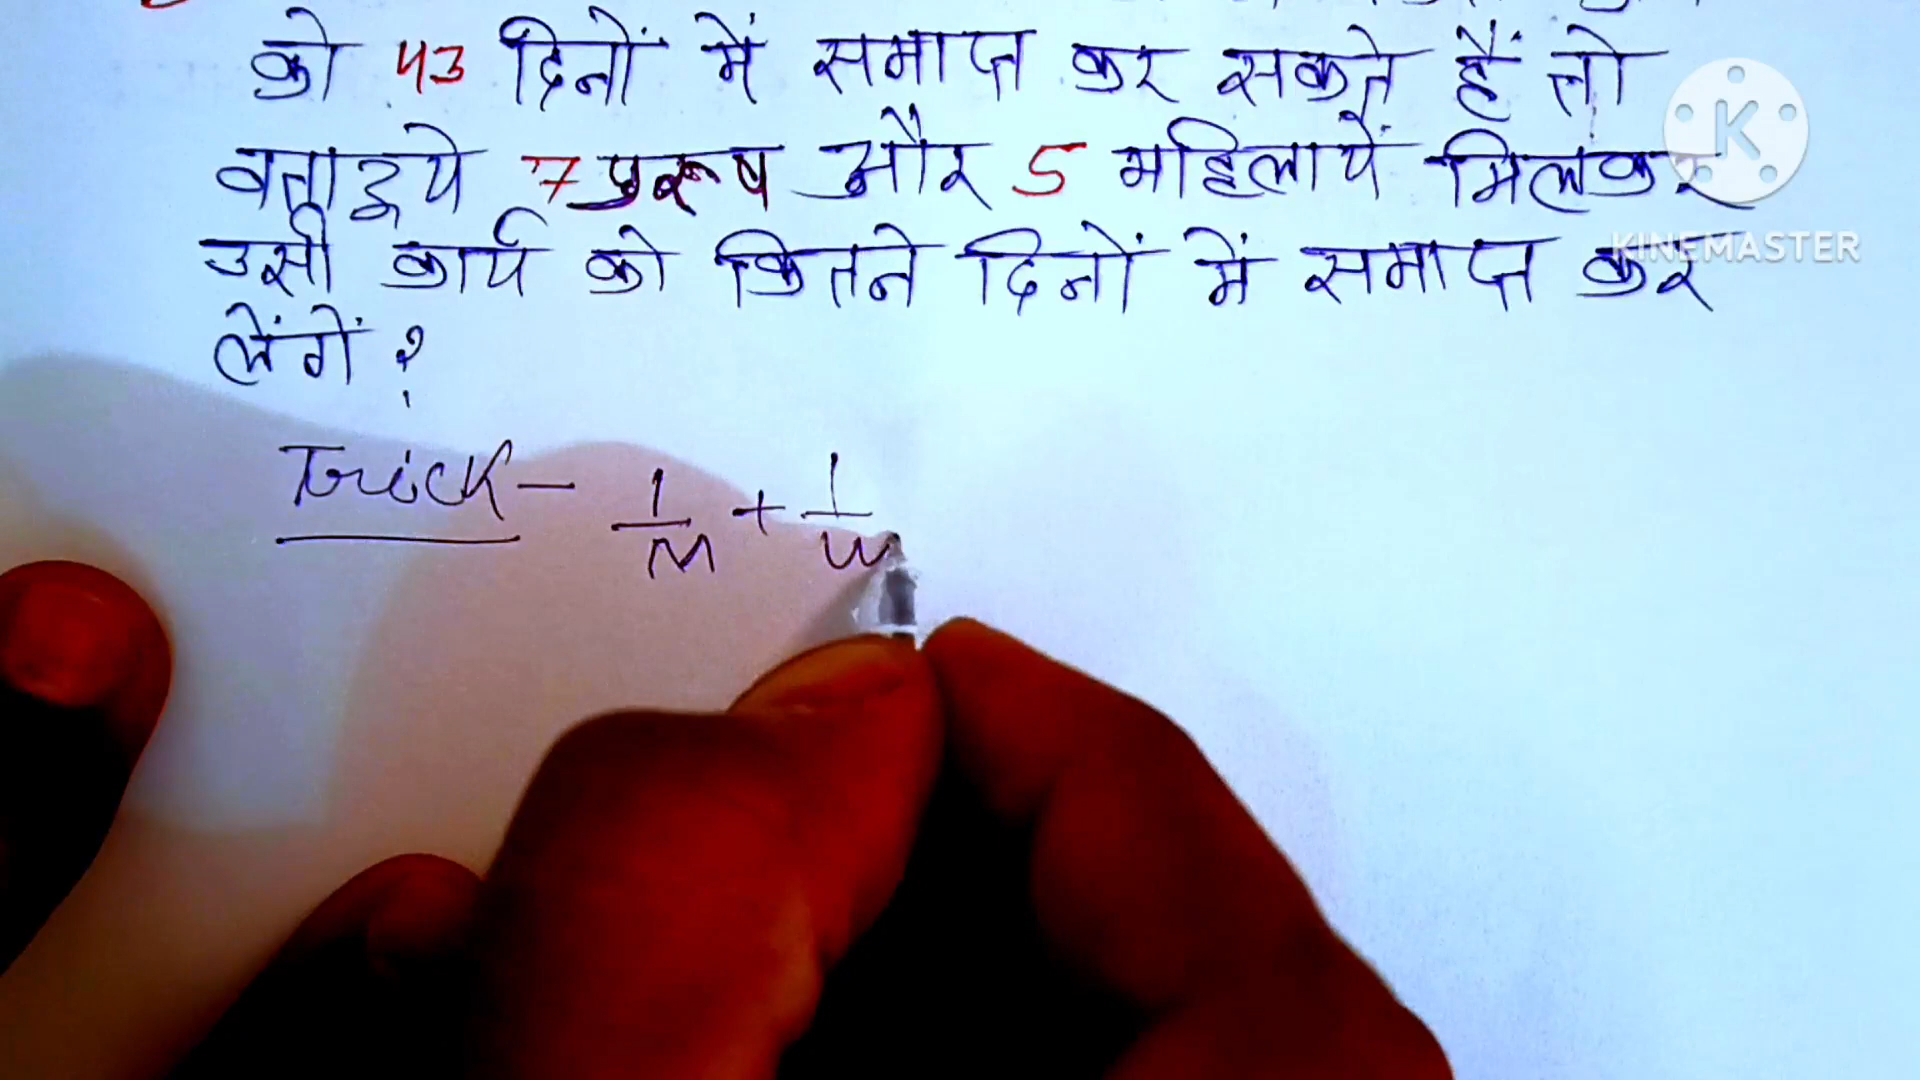 को 43 दिनों में समाप्त कर सकते हैं तो
बताइये 7 पुरूष और 5 महिलायें मिलकर
उसी कार्य को कितने दिनों में समाप्त कर
लेंगें ?
Trick - 1/M + 1/W
K
KINEMASTER